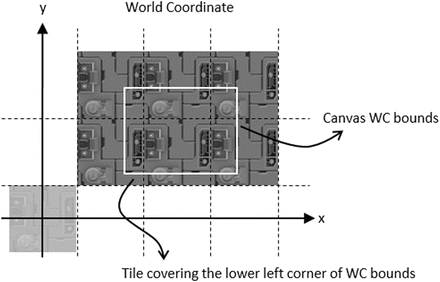 World Coordinate
y
Canvas WC bounds
x
Tile covering the lower left corner of WC bounds